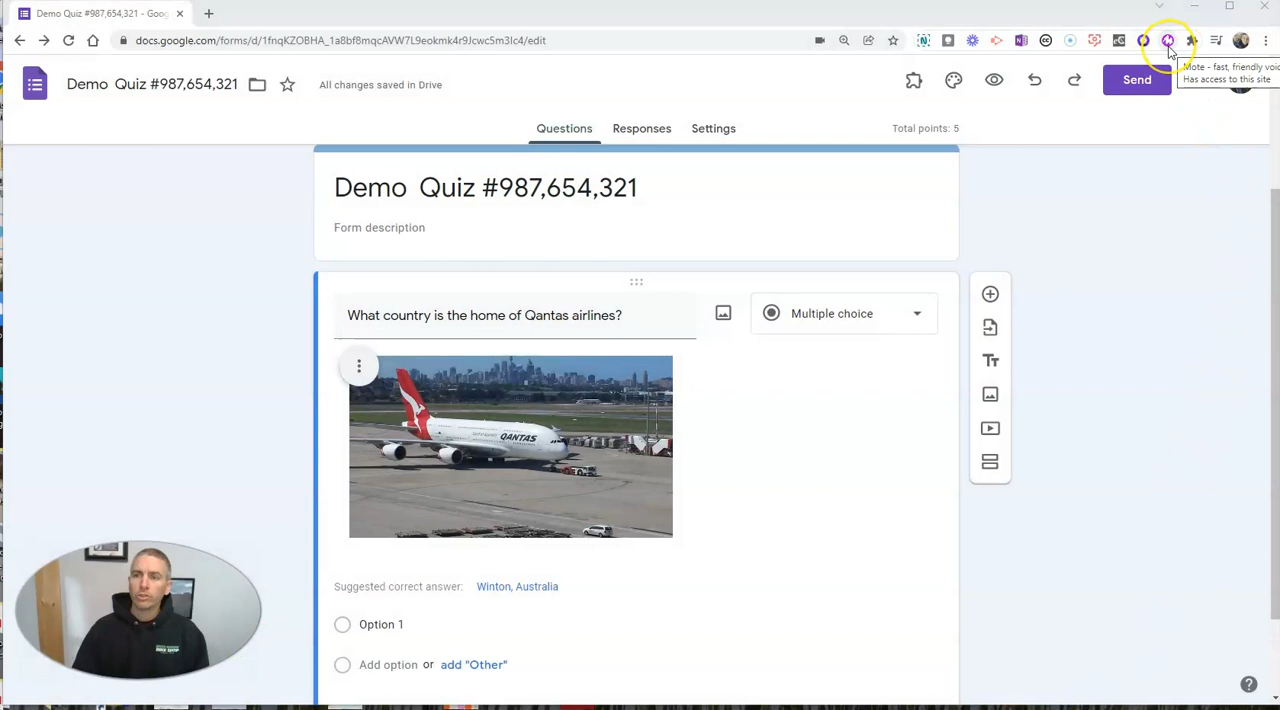 Demo Quiz #987,654,321 - Goog
docs.google.com/forms/d/1fnqKZOBHA_1a8bf8mqcAVW7L9eokmk4r9fcwc5m3lc4/edit
Mote - fast, friendly voic
Has access to this site
Demo Quiz #987,654,321
All changes saved in Drive
Send
Questions
Responses
Settings
Total points: 5
Demo Quiz #987,654,321
Form description
What country is the home of Qantas airlines?
Multiple choice
QANTAS
Suggested correct answer: Winton, Australia
Option 1
Add option or add "Other"